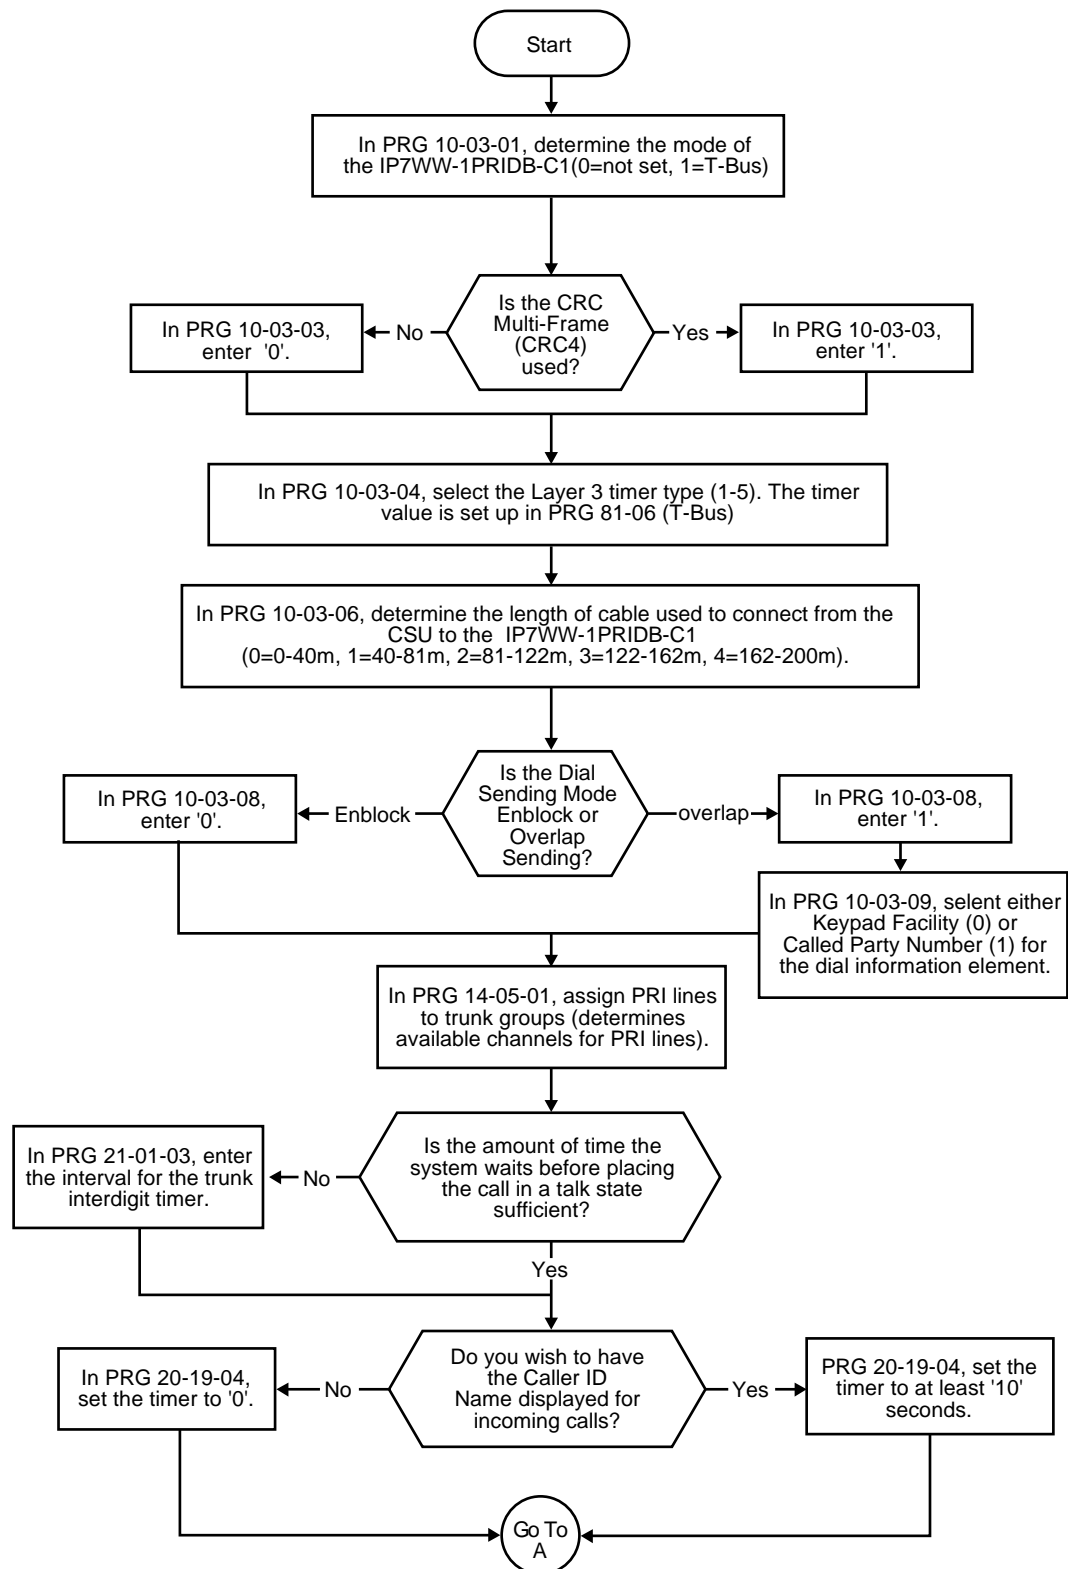 Start
In PRG 10-03-01, determine the mode of
the IP7WW-1PRIDB-C1(0=not set, 1=T-Bus)
Is the CRC
Multi-Frame
(CRC4)
used?
No
Yes
In PRG 10-03-03,
enter '0'.
In PRG 10-03-03,
enter '1'.
In PRG 10-03-04, select the Layer 3 timer type (1-5). The timer
value is set up in PRG 81-06 (T-Bus)
In PRG 10-03-06, determine the length of cable used to connect from the
CSU to the IP7WW-1PRIDB-C1
(0=0-40m, 1=40-81m, 2=81-122m, 3=122-162m, 4=162-200m).
Is the Dial
Sending Mode
Enblock or
Overlap
Sending?
Enblock
overlap
In PRG 10-03-08,
enter '0'.
In PRG 10-03-08,
enter '1'.
In PRG 10-03-09, selent either
Keypad Facility (0) or
Called Party Number (1) for
the dial information element.
In PRG 14-05-01, assign PRI lines
to trunk groups (determines
available channels for PRI lines).
Is the amount of time the
system waits before placing
the call in a talk state
sufficient?
No
In PRG 21-01-03, enter
the interval for the trunk
interdigit timer.
Yes
Do you wish to have
the Caller ID
Name displayed for
incoming calls?
No
Yes
In PRG 20-19-04,
set the timer to '0'.
PRG 20-19-04, set the
timer to at least '10'
seconds.
Go To
A